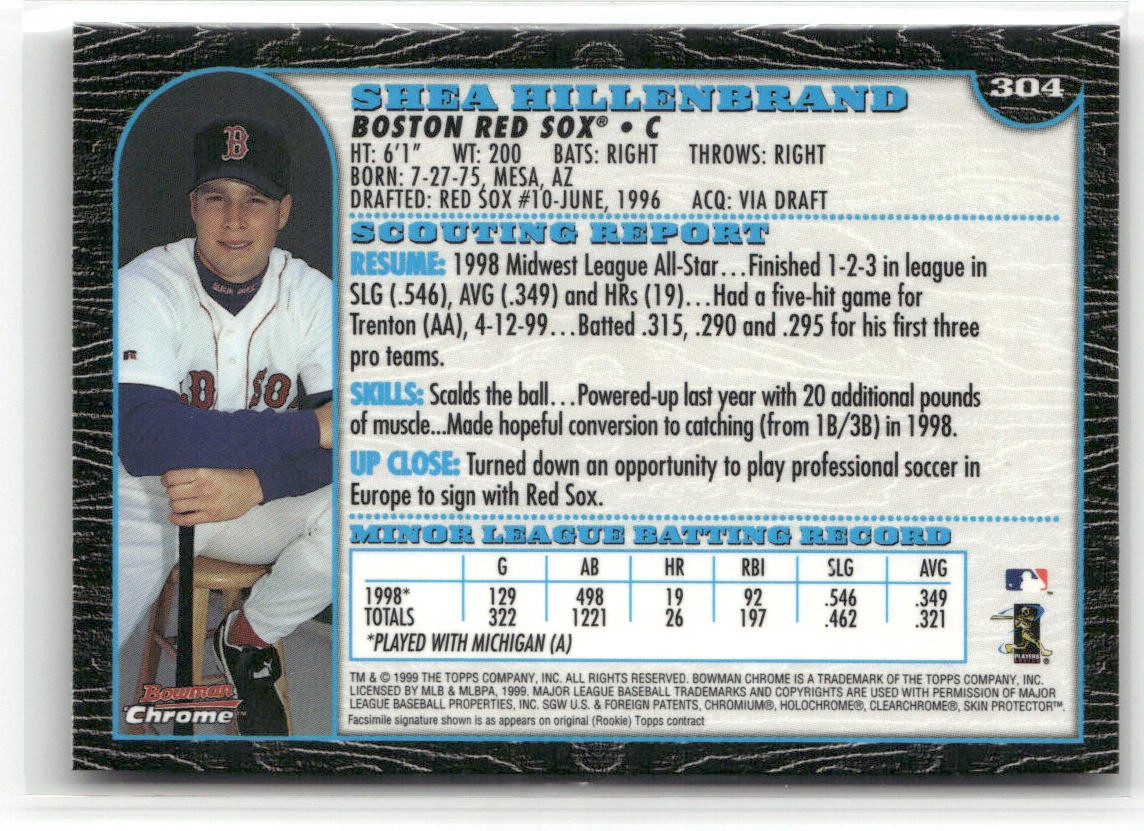 304
SHEA HILLENBRAND
BOSTON RED SOX® • C
HT: 6'1" WT: 200 BATS: RIGHT THROWS: RIGHT
BORN: 7-27-75, MESA, AZ
DRAFTED: RED SOX #10-JUNE, 1996 ACQ: VIA DRAFT
SCOUTING REPORT
RESUME: 1998 Midwest League All-Star...Finished 1-2-3 in league in
SLG (.546), AVG (.349) and HRs (19)...Had a five-hit game for
Trenton (AA), 4-12-99...Batted .315, .290 and .295 for his first three
pro teams.
SKILLS: Scalds the ball...Powered-up last year with 20 additional pounds
of muscle...Made hopeful conversion to catching (from 1B/3B) in 1998.
UP CLOSE: Turned down an opportunity to play professional soccer in
Europe to sign with Red Sox.
MINOR LEAGUE BATTING RECORD
G AB HR RBI SLG AVG
1998* 129 498 19 92 .546 .349
TOTALS 322 1221 26 197 .462 .321
*PLAYED WITH MICHIGAN (A)
TM & © 1999 THE TOPPS COMPANY, INC. ALL RIGHTS RESERVED. BOWMAN CHROME IS A TRADEMARK OF THE TOPPS COMPANY, INC.
LICENSED BY MLB & MLBPA, 1999. MAJOR LEAGUE BASEBALL TRADEMARKS AND COPYRIGHTS ARE USED WITH PERMISSION OF MAJOR
LEAGUE BASEBALL PROPERTIES, INC. SGW U.S. & FOREIGN PATENTS, CHROMIUM®, HOLOCHROME®, CLEARCHROME®, SKIN PROTECTOR™.
Facsimile signature shown is as appears on original (Rookie) Topps contract
B
D SO
Bowman
Chrome™
PLAYERS